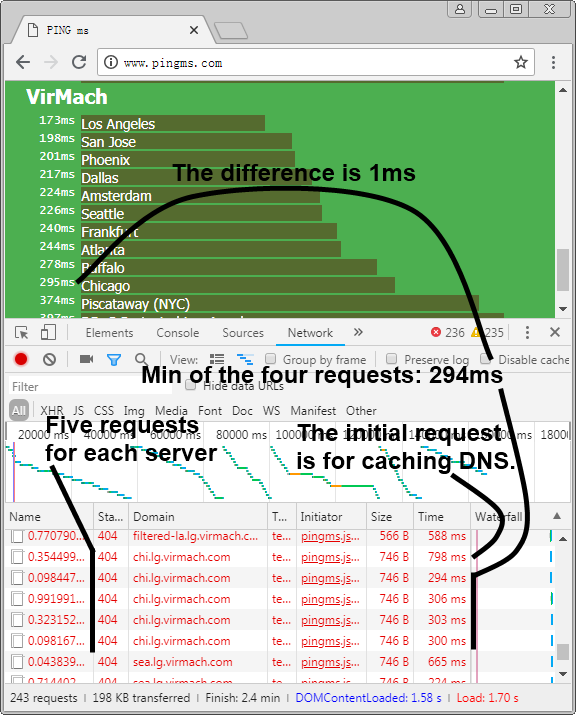 PING ms
www.pingms.com
VirMach
173ms Los Angeles
198ms San Jose
201ms Phoenix
217ms Dallas
The difference is 1ms
224ms Amsterdam
226ms Seattle
240ms Frankfurt
244ms Atlanta
278ms Buffalo
295ms Chicago
374ms Piscataway (NYC)
Elements Console Sources Network » 236 235
View: Group by frame Preserve log Disable cache
Min of the four requests: 294ms
Filter Hide data URLs
All XHR JS CSS Img Media Font Doc WS Manifest Other
Five requests
for each server
The initial request
is for caching DNS.
20000 ms 40000 ms 60000 ms 80000 ms 10000 ms 18000
Name Sta... Domain T... Initiator Size Time Waterfall
0.770790... 404 filtered-la.lg.virmach.c... te... pingms.js... 566 B 588 ms
0.354499... 404 chi.lg.virmach.com te... pingms.js... 746 B 798 ms
0.098447... 404 chi.lg.virmach.com te... pingms.js... 746 B 294 ms
0.991991... 404 chi.lg.virmach.com te... pingms.js... 746 B 306 ms
0.323152... 404 chi.lg.virmach.com te... pingms.js... 746 B 303 ms
0.098167... 404 chi.lg.virmach.com te... pingms.js... 746 B 300 ms
0.043839... 404 sea.lg.virmach.com te... pingms.js... 746 B 665 ms
0.714402... 404 sea.lg.virmach.com te... pingms.js... 746 B
243 requests | 198 KB transferred | Finish: 2.4 min | DOMContentLoaded: 1.58 s | Load: 1.70 s